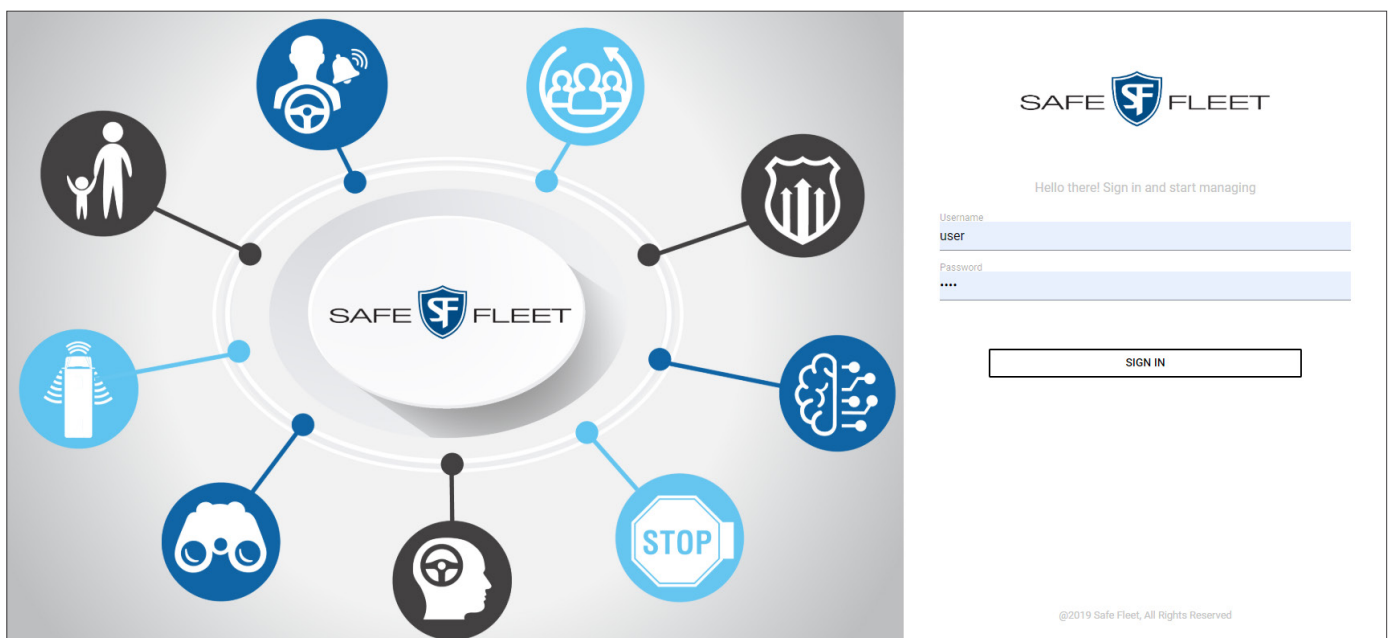 SAFE SF FLEET
STOP
SAFE SF FLEET
Hello there! Sign in and start managing
Username
user
Password
••••
SIGN IN
@2019 Safe Fleet, All Rights Reserved